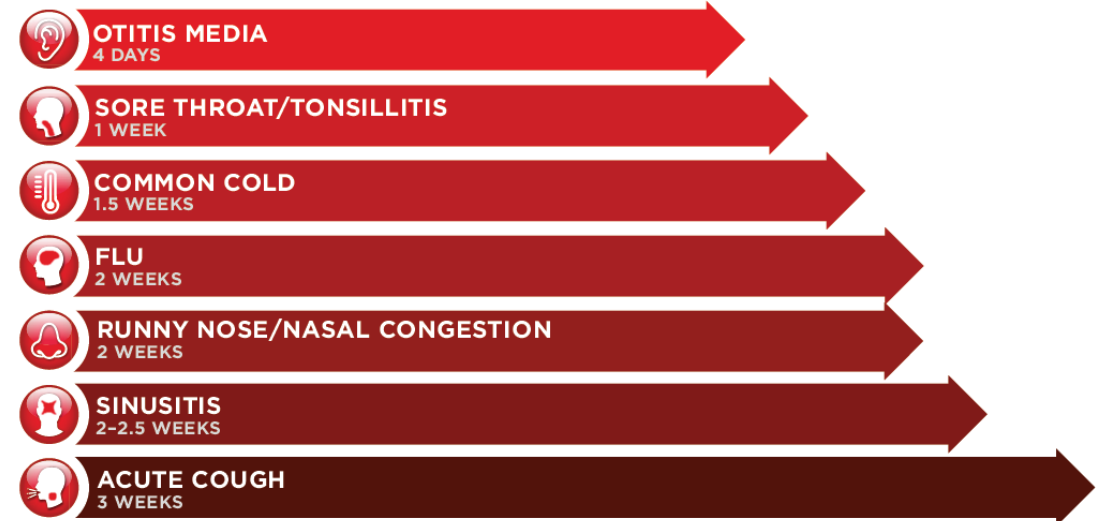 OTITIS MEDIA
4 DAYS
SORE THROAT/TONSILLITIS
1 WEEK
COMMON COLD
1.5 WEEKS
FLU
2 WEEKS
RUNNY NOSE/NASAL CONGESTION
2 WEEKS
SINUSITIS
2–2.5 WEEKS
ACUTE COUGH
3 WEEKS